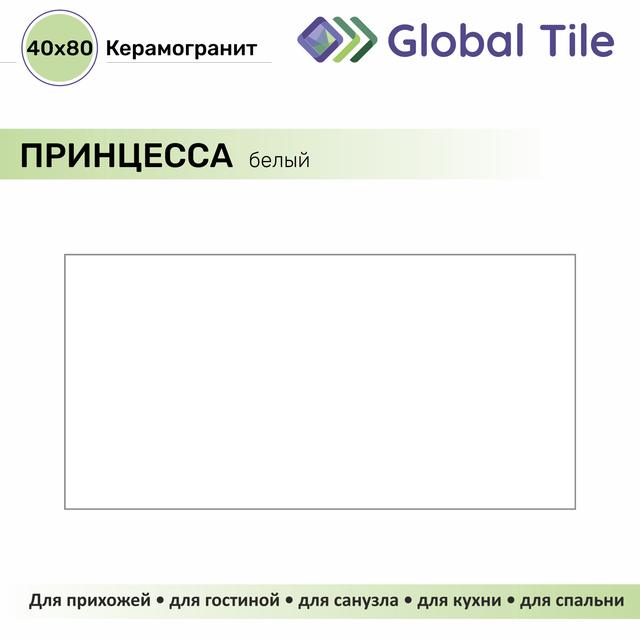 40x80 Керамогранит Global Tile
ПРИНЦЕССА белый
Для прихожей • для гостиной • для санузла • для кухни • для спальни